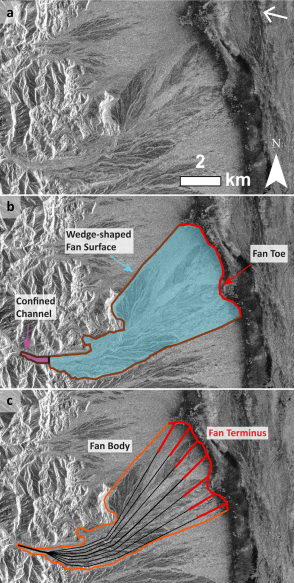 a
N
2
km
b
Wedge-shaped
Fan Surface
Fan Toe
Confined
Channel
c
Fan Body
Fan Terminus